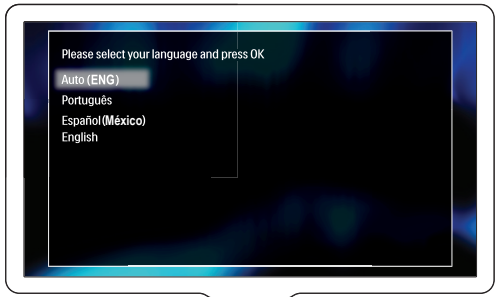 Please select your language and press OK
Auto (ENG)
Português
Español (México)
English